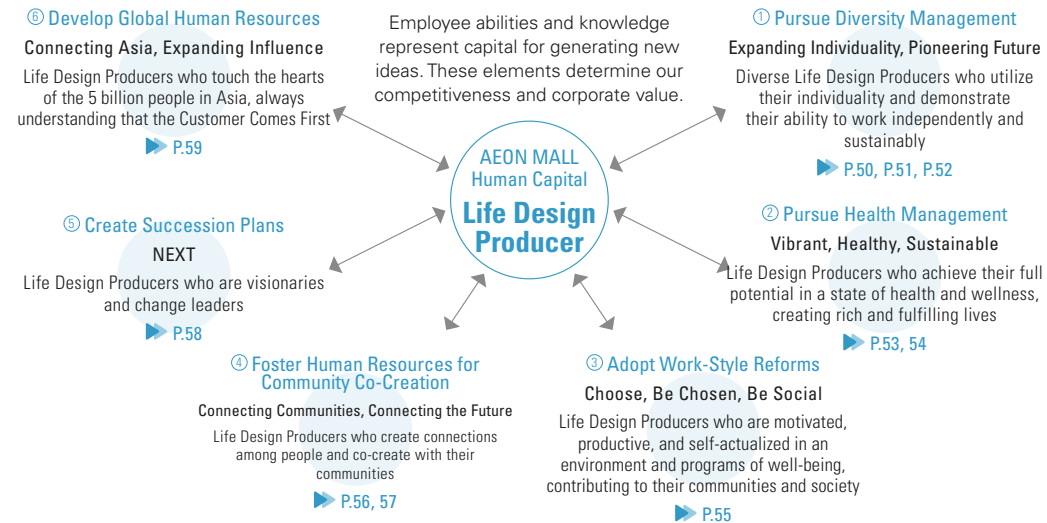 Employee abilities and knowledge
represent capital for generating new
ideas. These elements determine our
competitiveness and corporate value.
AEON MALL
Human Capital
Life Design
Producer
① Pursue Diversity Management
Expanding Individuality, Pioneering Future
Diverse Life Design Producers who utilize
their individuality and demonstrate
their ability to work independently and
sustainably
P.50, P.51, P.52
② Pursue Health Management
Vibrant, Healthy, Sustainable
Life Design Producers who achieve their full
potential in a state of health and wellness,
creating rich and fulfilling lives
P.53, 54
③ Adopt Work-Style Reforms
Choose, Be Chosen, Be Social
Life Design Producers who are motivated,
productive, and self-actualized in an
environment and programs of well-being,
contributing to their communities and society
P.55
④ Foster Human Resources for
Community Co-Creation
Connecting Communities, Connecting the Future
Life Design Producers who create connections
among people and co-create with their
communities
P.56, 57
⑤ Create Succession Plans
NEXT
Life Design Producers who are visionaries
and change leaders
P.58
⑥ Develop Global Human Resources
Connecting Asia, Expanding Influence
Life Design Producers who touch the hearts
of the 5 billion people in Asia, always
understanding that the Customer Comes First
P.59